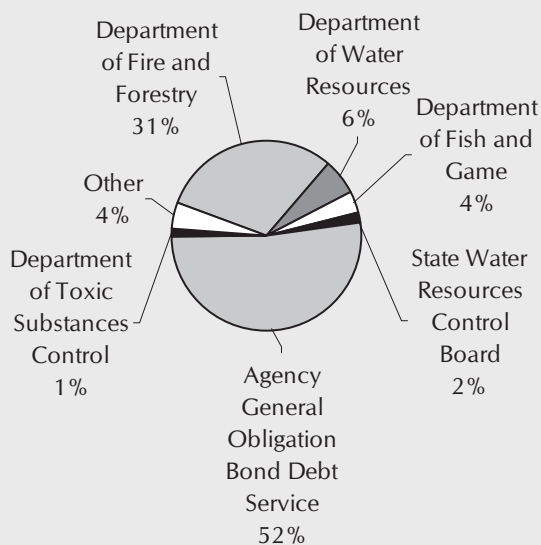 Department
of Fire and
Forestry
31%
Department
of Water
Resources
6%
Department
of Fish and
Game
4%
Other
4%
Department
of Toxic
Substances
Control
1%
State Water
Resources
Control
Board
2%
Agency
General
Obligation
Bond Debt
Service
52%